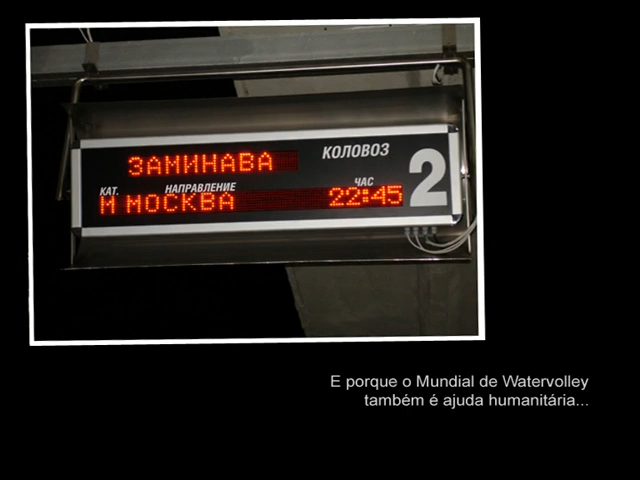 ЗАМИНАВА КОЛОВОЗ 2
КАТ. НАПРАВЛЕНИЕ ЧАС
М МОСКВА 22:45
E porque o Mundial de Watervolley
também é ajuda humanitária...